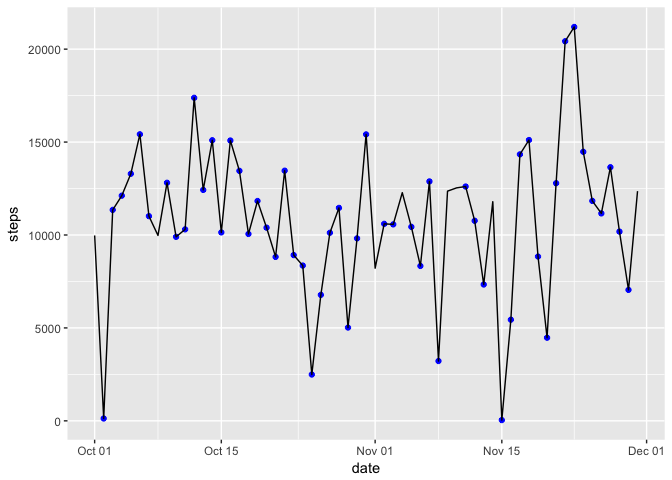 20000
15000
10000
5000
0
steps
Oct 01
Oct 15
Nov 01
Nov 15
Dec 01
date